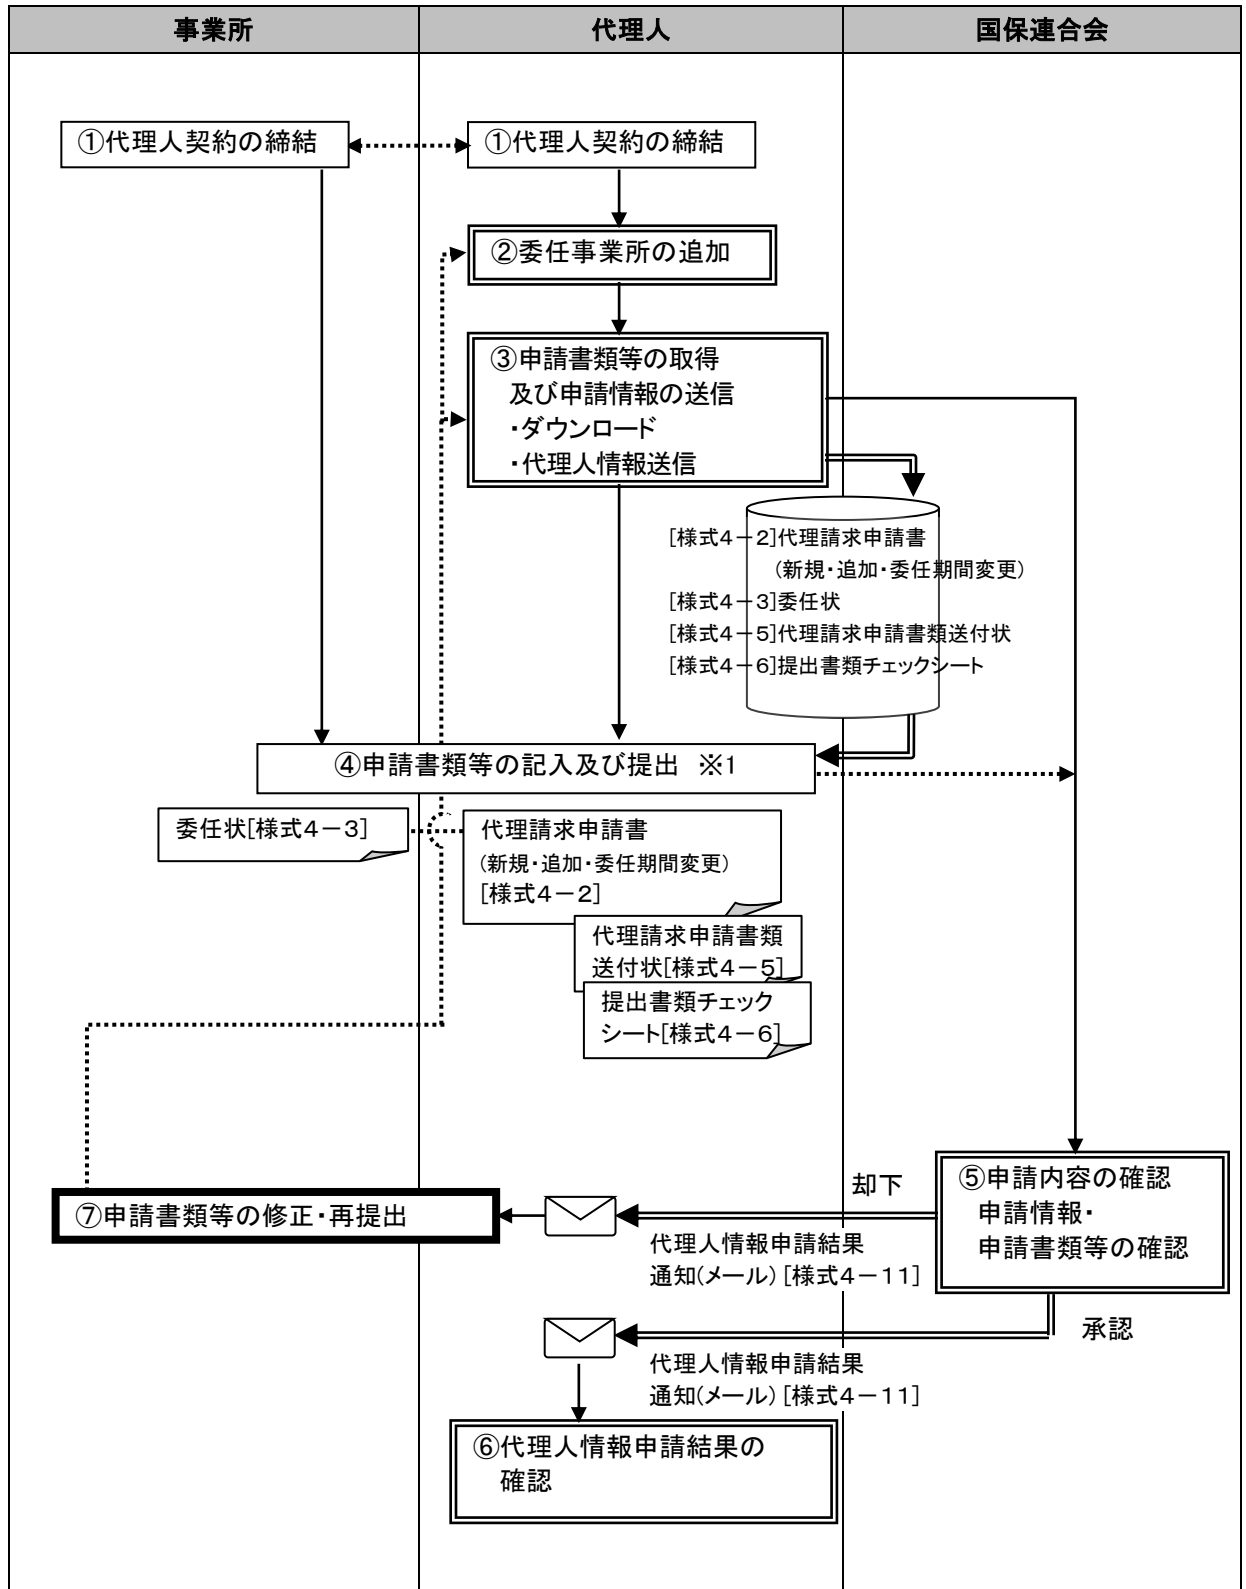 事業所
代理人
国保連合会
①代理人契約の締結
①代理人契約の締結
②委任事業所の追加
③申請書類等の取得
及び申請情報の送信
・ダウンロード
・代理人情報送信
[様式4－2]代理請求申請書
(新規・追加・委任期間変更)
[様式4－3]委任状
[様式4－5]代理請求申請書類送付状
[様式4－6]提出書類チェックシート
④申請書類等の記入及び提出 ※1
委任状[様式4－3]
代理請求申請書
(新規・追加・委任期間変更)
[様式4－2]
代理請求申請書類
送付状[様式4－5]
提出書類チェック
シート[様式4－6]
却下
⑤申請内容の確認
申請情報・
申請書類等の確認
⑦申請書類等の修正・再提出
代理人情報申請結果
通知(メール) [様式4－11]
承認
代理人情報申請結果
通知(メール) [様式4－11]
⑥代理人情報申請結果の
確認